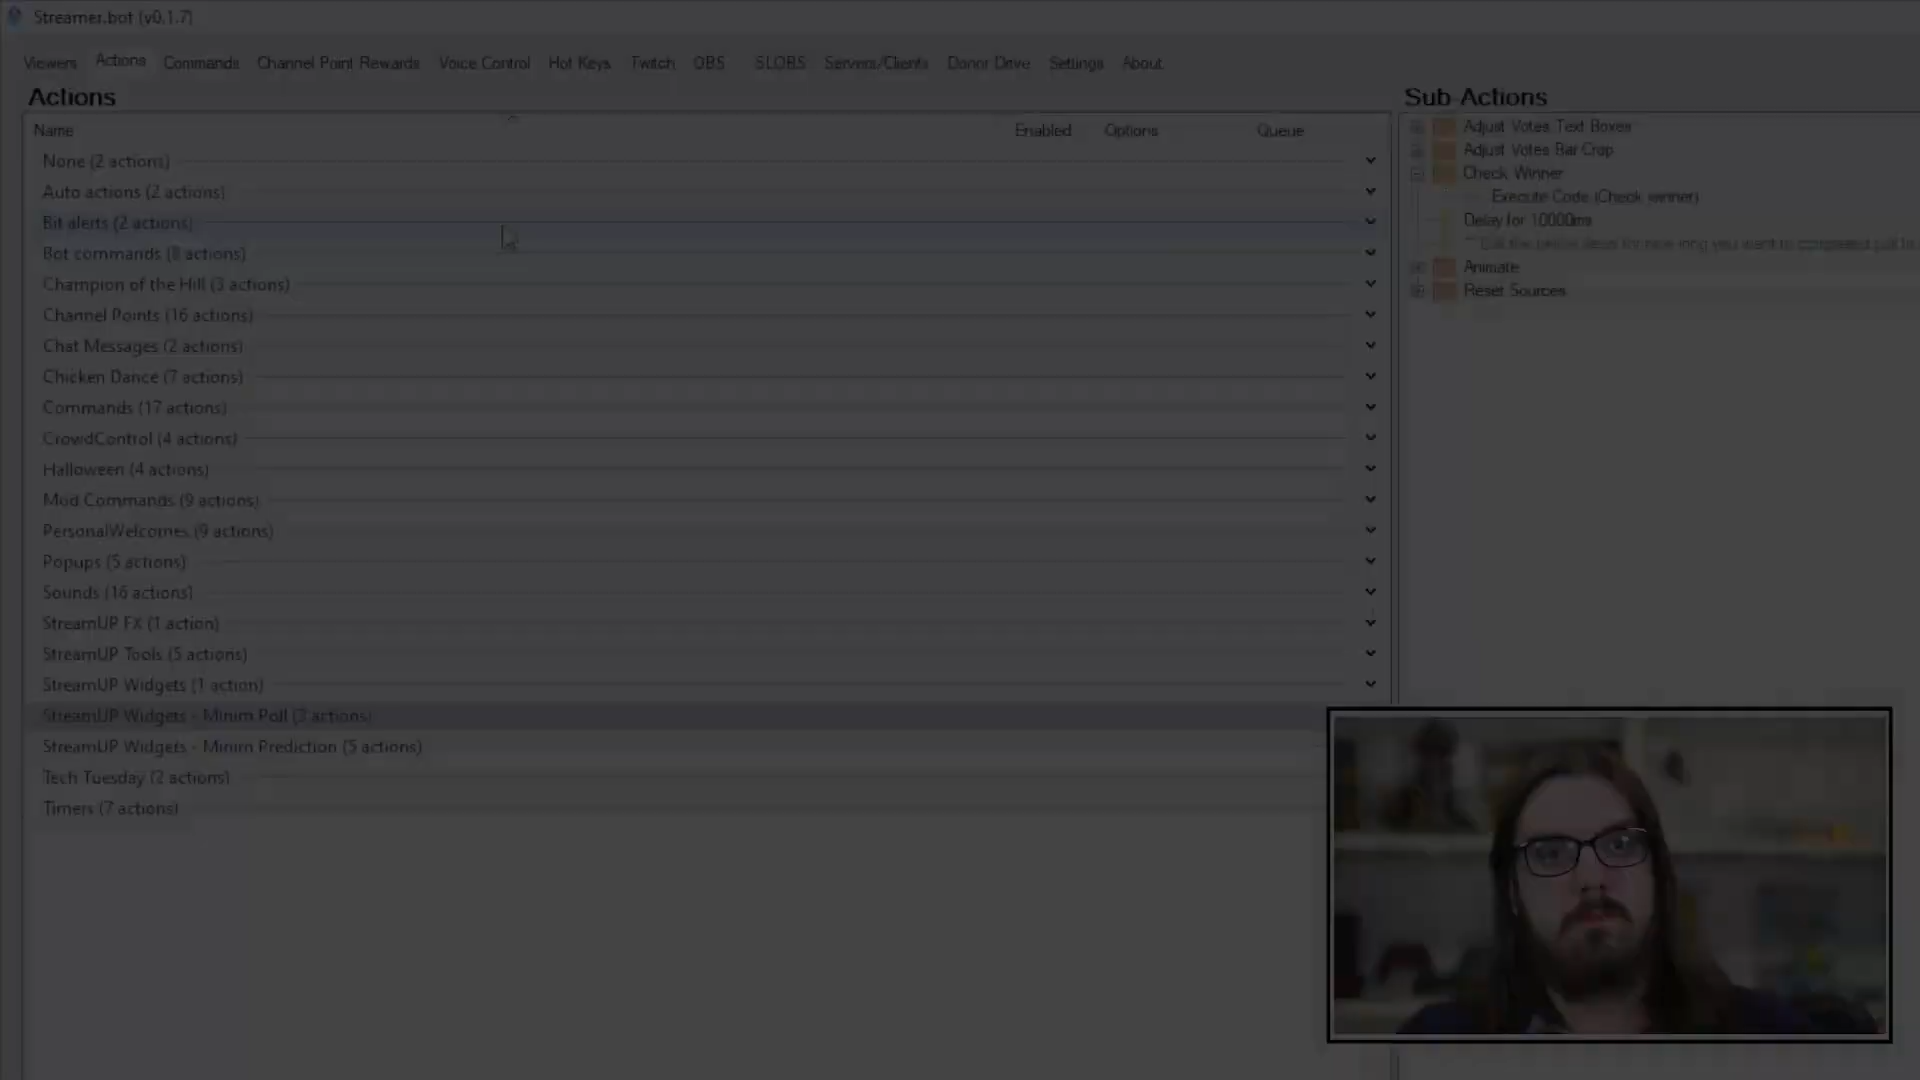 Streamer.bot (v0.1.7)
Viewers Actions Commands Channel Point Rewards Voice Control Hot Keys Twitch OBS SLOBS Servers/Clients Donor Drive Settings About
Actions
Name Enabled Options Queue
None (2 actions)
Auto actions (2 actions)
Bit alerts (2 actions)
Bot commands (8 actions)
Champion of the Hill (3 actions)
Channel Points (16 actions)
Chat Messages (2 actions)
Chicken Dance (7 actions)
Commands (17 actions)
CrowdControl (4 actions)
Halloween (4 actions)
Mod Commands (9 actions)
PersonalWelcomes (9 actions)
Popups (5 actions)
Sounds (16 actions)
StreamUP FX (1 action)
StreamUP Tools (5 actions)
StreamUP Widgets (1 action)
StreamUP Widgets - Minim Poll (3 actions)
StreamUP Widgets - Minim Prediction (5 actions)
Tech Tuesday (2 actions)
Timers (7 actions)
Sub-Actions
Adjust Votes Text Boxes
Adjust Votes Bar Crop
Check Winner
Execute Code (Check winner)
Delay for 10000ms
Animate
Reset Sources